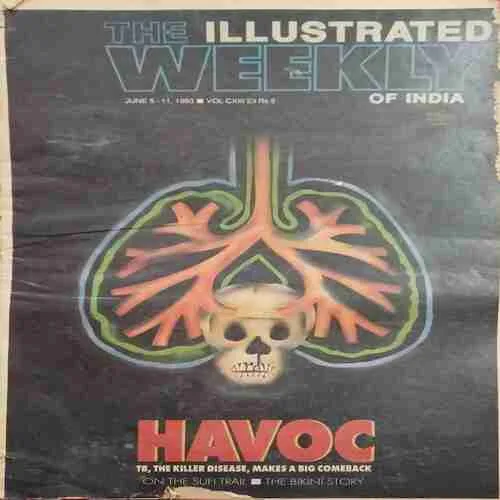 THE ILLUSTRATED
WEEKLY
OF INDIA
JUNE 5-11, 1993 ■ VOL CXIV
HAVOC
TB, THE KILLER DISEASE, MAKES A BIG COMEBACK
ON THE SUFI TRAIL ■ THE BIKINI STORY